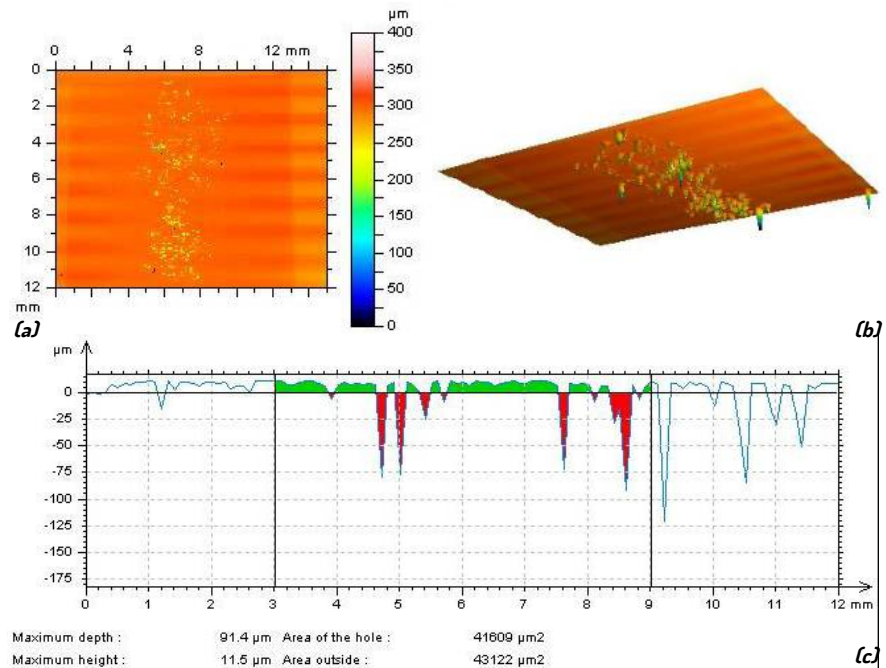 µm
0 4 8 12 mm
400
350
300
250
200
150
100
50
0
0
2
4
6
8
10
12
mm
(a)
(b)
µm
0
-25
-50
-75
-100
-125
-150
-175
0 1 2 3 4 5 6 7 8 9 10 11 12 mm
Maximum depth : 91.4 µm Area of the hole : 41609 µm2
Maximum height : 11.5 µm Area outside : 43122 µm2
(c)